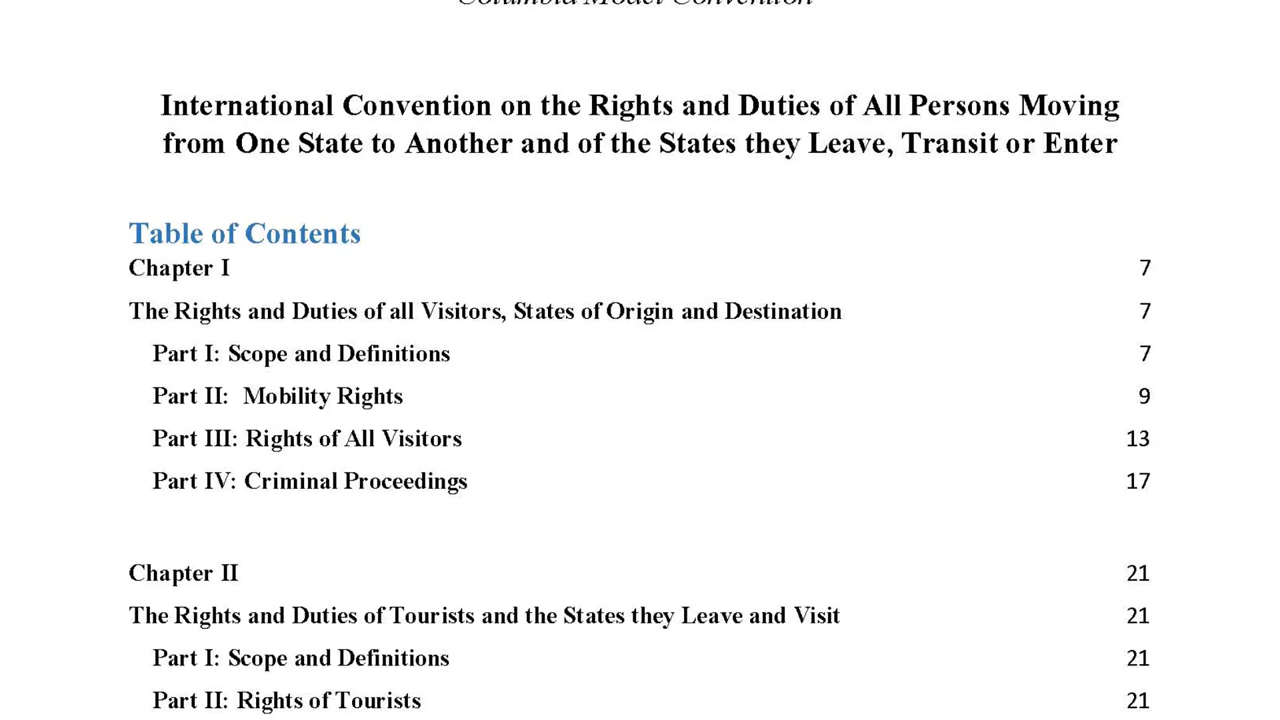 Columbia Model Convention
International Convention on the Rights and Duties of All Persons Moving
from One State to Another and of the States they Leave, Transit or Enter
Table of Contents
Chapter I 7
The Rights and Duties of all Visitors, States of Origin and Destination 7
Part I: Scope and Definitions 7
Part II: Mobility Rights 9
Part III: Rights of All Visitors 13
Part IV: Criminal Proceedings 17
Chapter II 21
The Rights and Duties of Tourists and the States they Leave and Visit 21
Part I: Scope and Definitions 21
Part II: Rights of Tourists 21